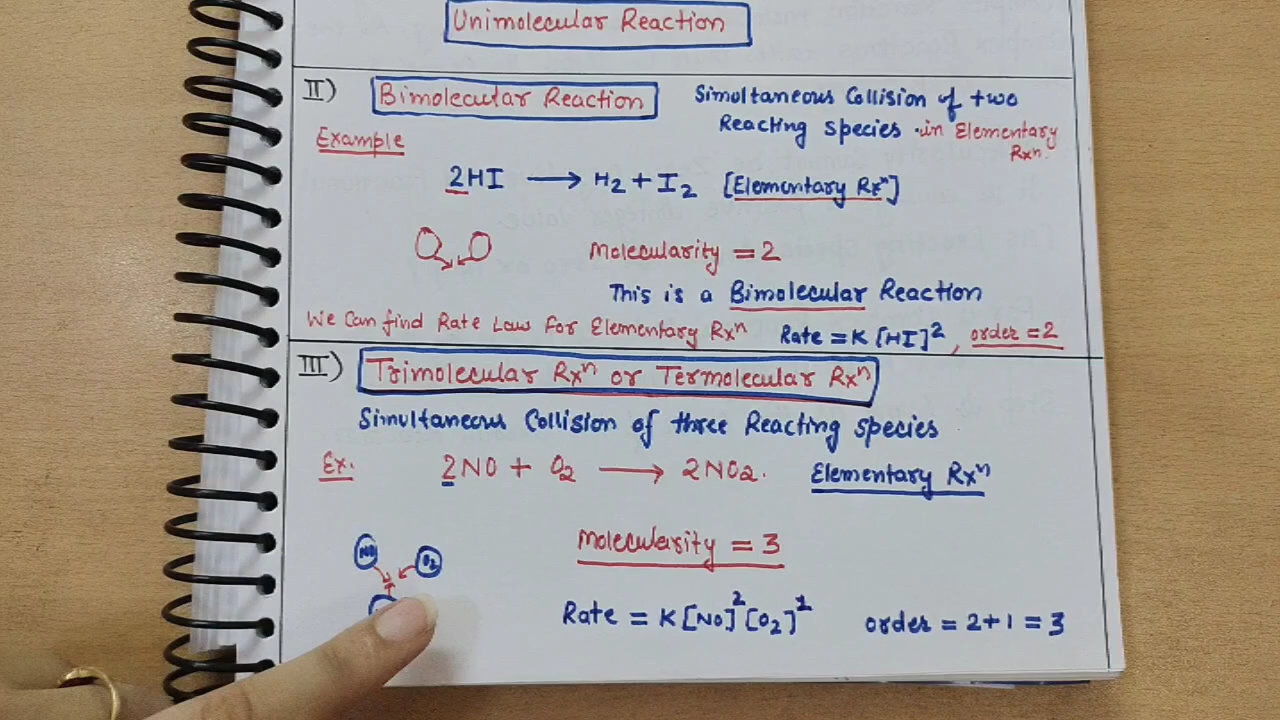 Unimolecular Reaction
II) Bimolecular Reaction Simultaneous Collision of two
Reacting species in Elementary
Rxn.
Example
2HI ⟶ H₂ + I₂ [Elementary Rxⁿ]
Molecularity = 2
This is a Bimolecular Reaction
We Can find Rate Law For Elementary Rxⁿ Rate = K [HI]², order = 2
III) Trimolecular Rxⁿ or Termolecular Rxⁿ
Simultaneous Collision of three Reacting species
Ex. 2NO + O₂ ⟶ 2NO₂. Elementary Rxⁿ
Molecularity = 3
NO O₂
Rate = K [NO]² [O₂]¹ order = 2+1 = 3